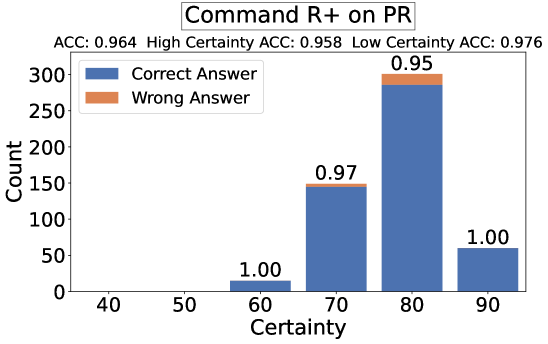 Command R+ on PR
ACC: 0.964 High Certainty ACC: 0.958 Low Certainty ACC: 0.976
Correct Answer
Wrong Answer
Count
300
250
200
150
100
50
0
1.00
0.97
0.95
1.00
40 50 60 70 80 90
Certainty